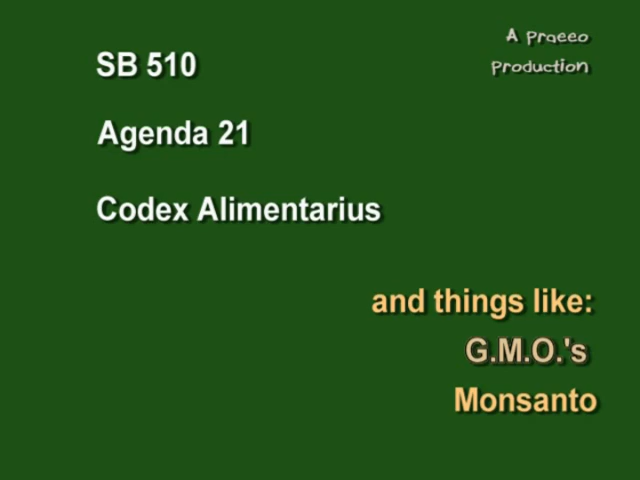 A Praeeo
Production
SB 510
Agenda 21
Codex Alimentarius
and things like:
G.M.O.'s
Monsanto